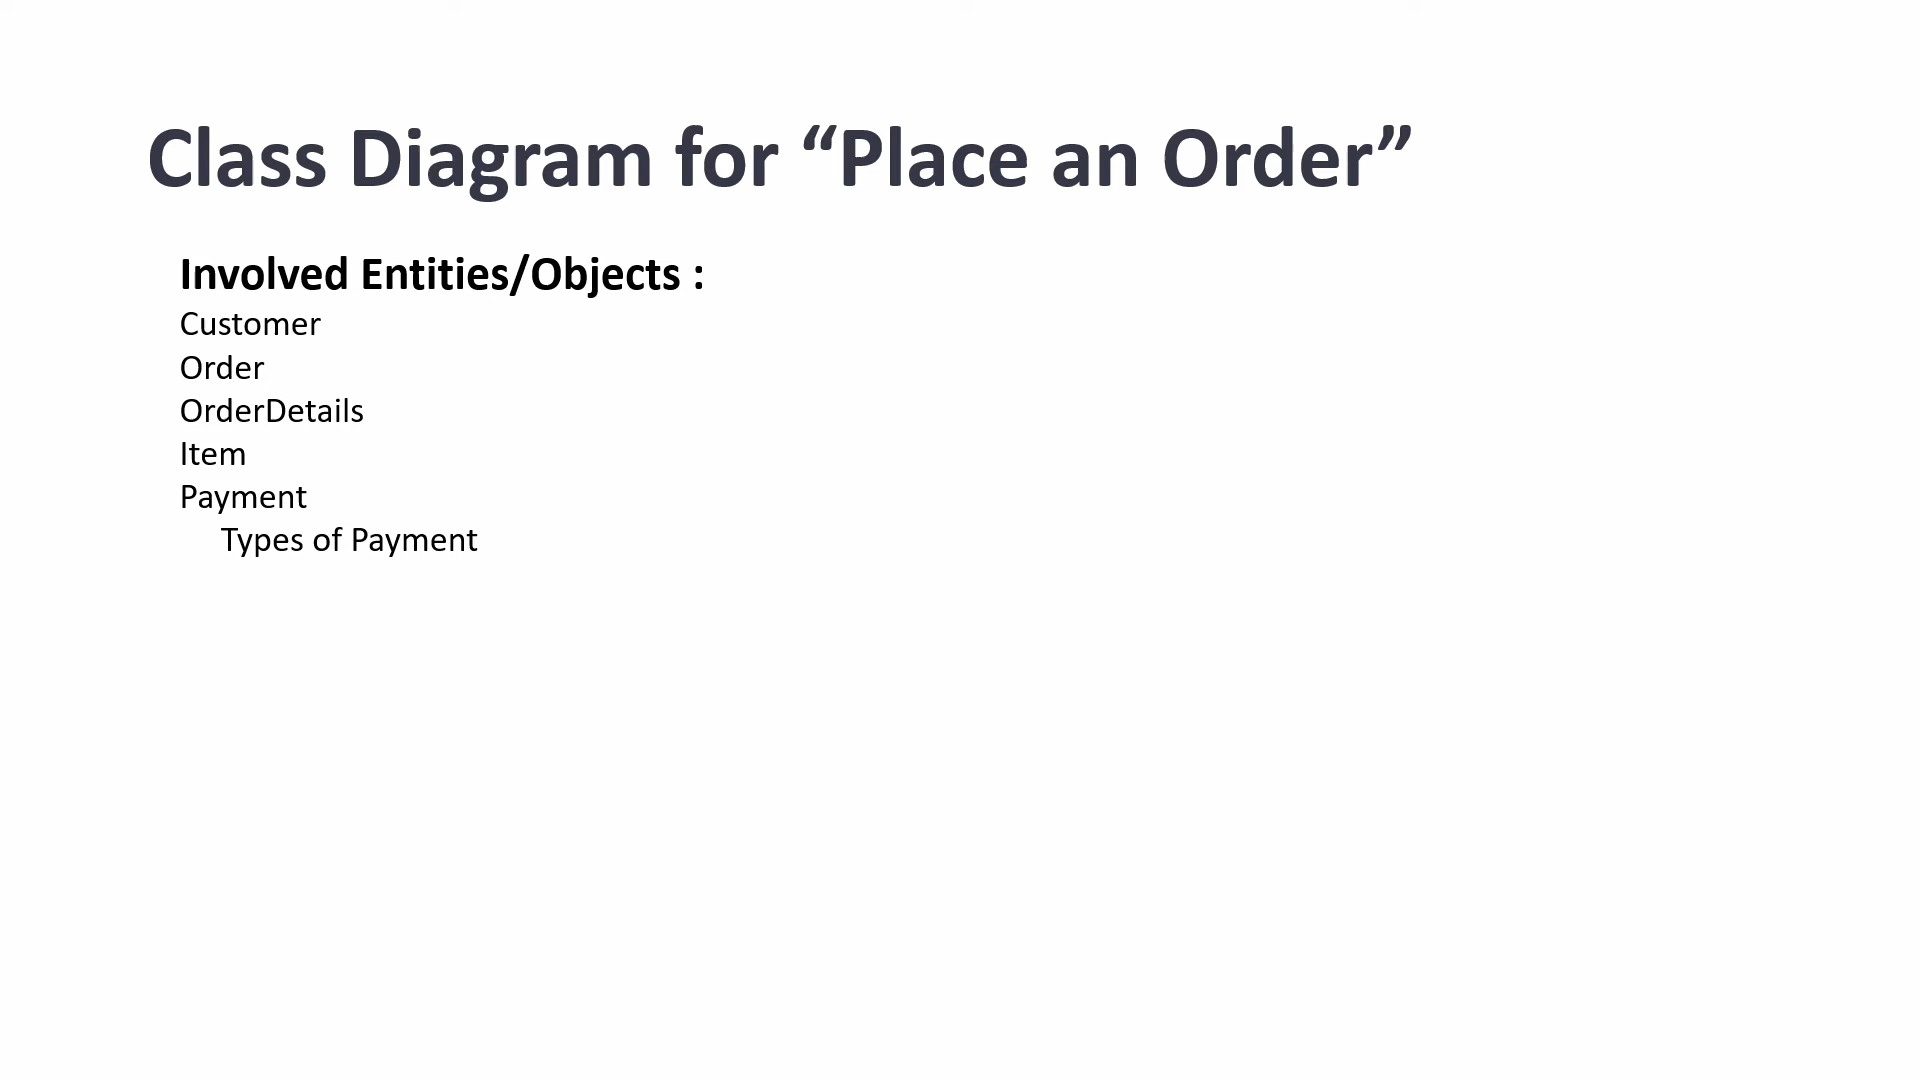 Class Diagram for “Place an Order”
Involved Entities/Objects :
Customer
Order
OrderDetails
Item
Payment
Types of Payment